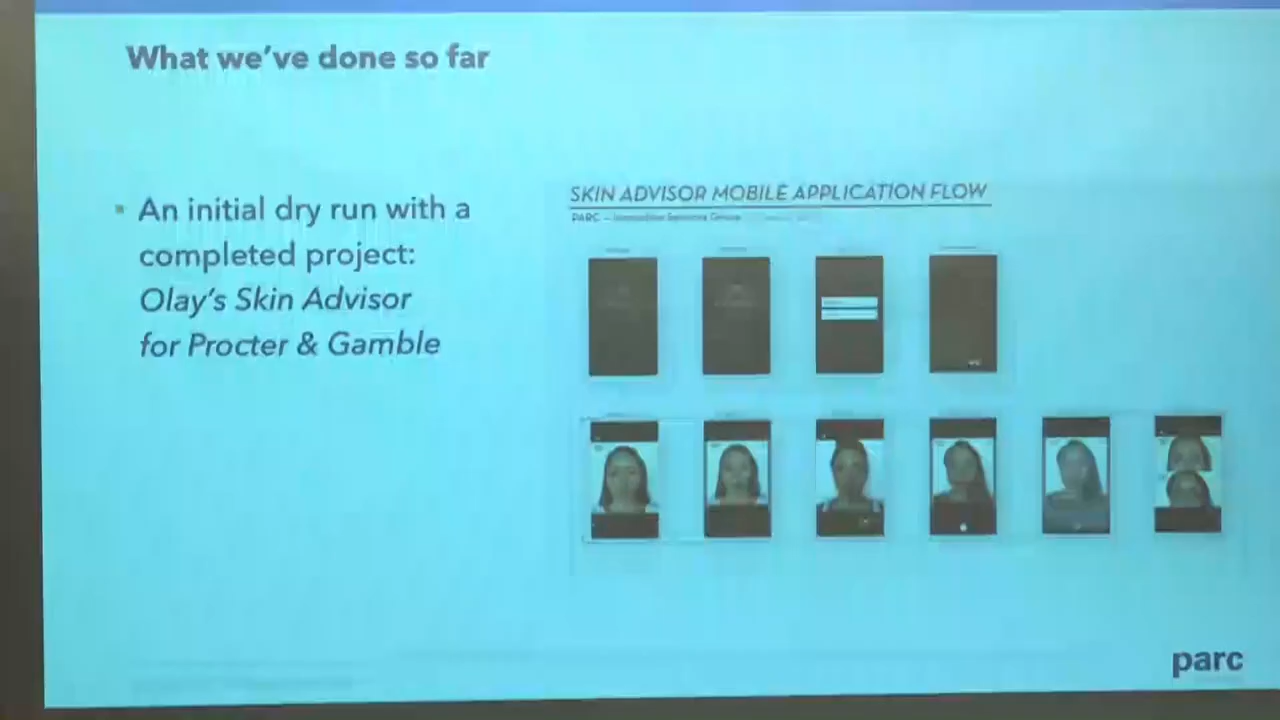 What we've done so far
▪ An initial dry run with a
completed project:
Olay's Skin Advisor
for Procter & Gamble
SKIN ADVISOR MOBILE APPLICATION FLOW
PARC –
parc